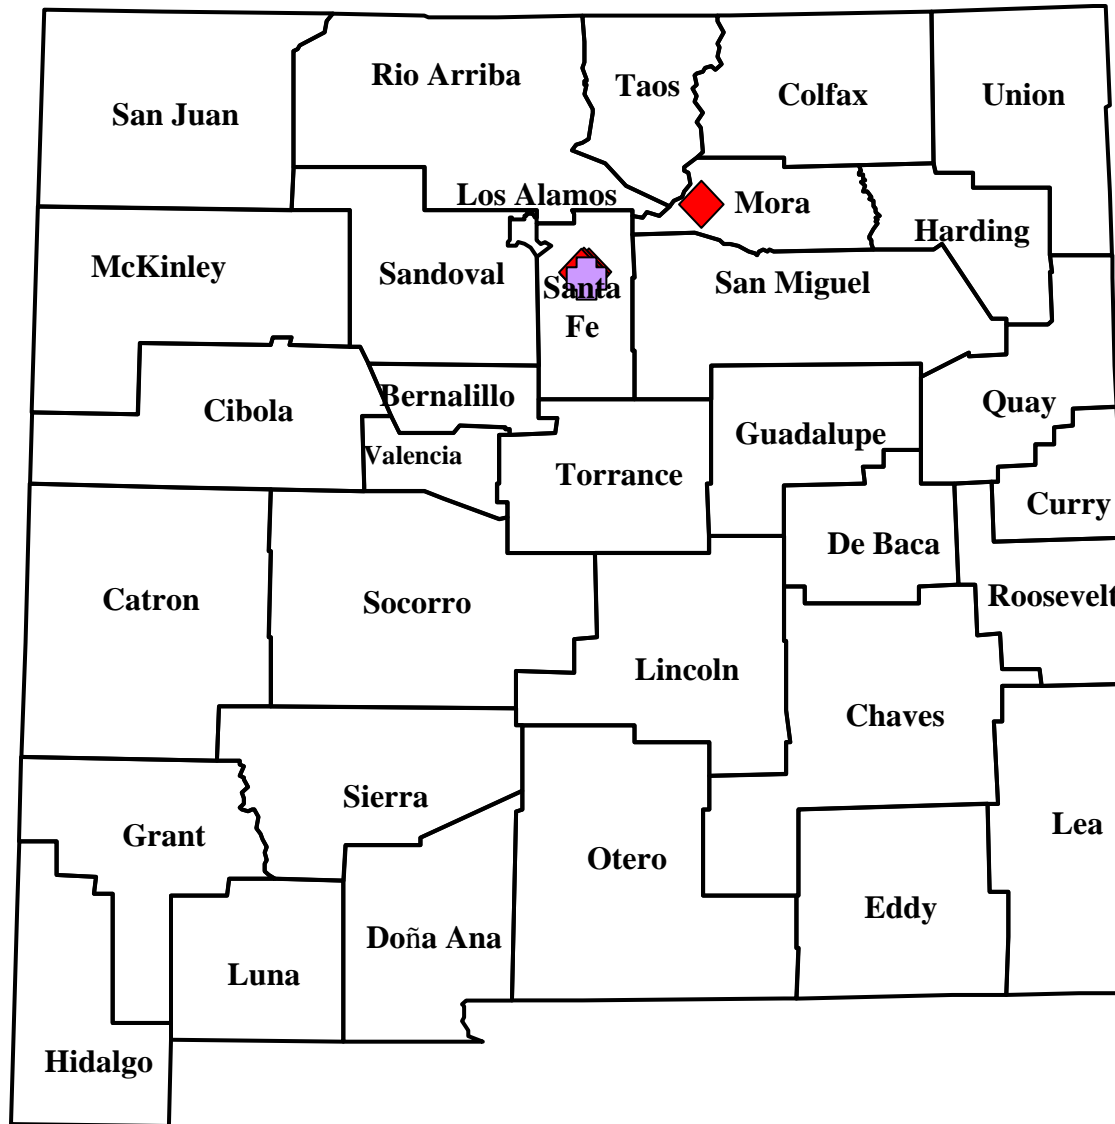 Rio Arriba
Taos
Colfax
Union
San Juan
Los Alamos
Mora
Harding
McKinley
Sandoval
Santa
Fe
San Miguel
Bernalillo
Cibola
Quay
Guadalupe
Valencia
Torrance
Curry
De Baca
Catron
Socorro
Roosevelt
Lincoln
Chaves
Sierra
Grant
Lea
Otero
Eddy
Doña Ana
Luna
Hidalgo